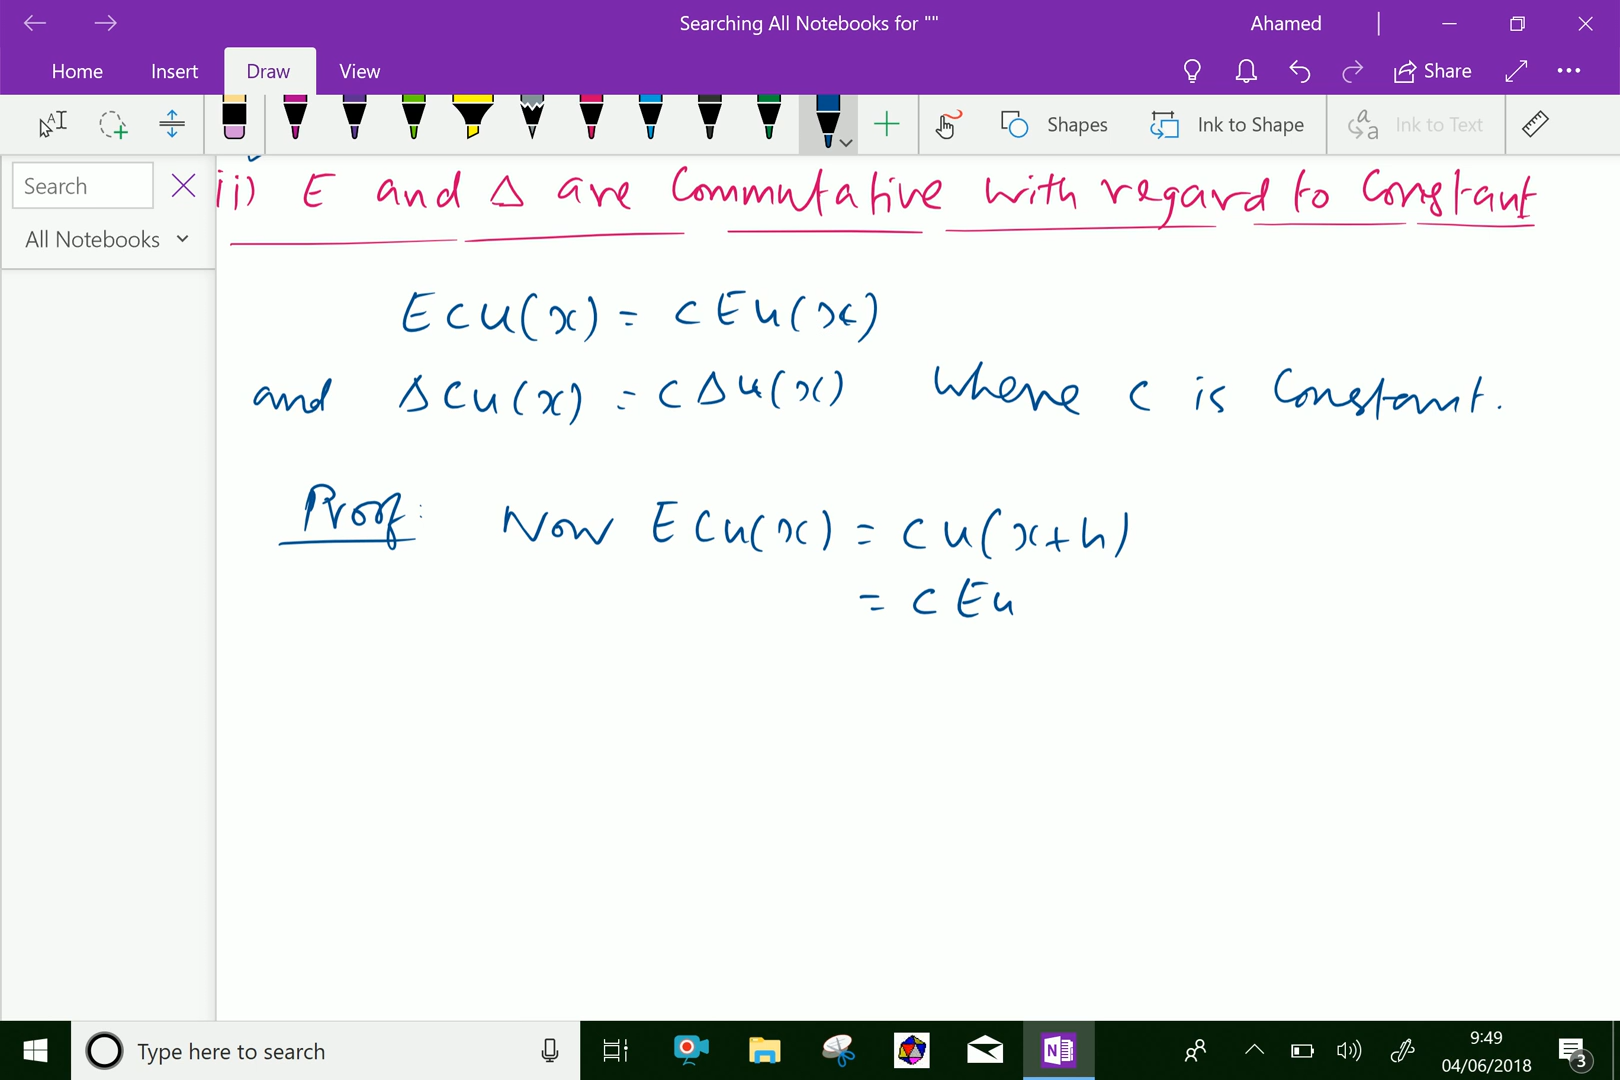 Searching All Notebooks for ""
Ahamed
Home Insert Draw View
Share
Shapes Ink to Shape Ink to Text
Search
All Notebooks
ii) E and Δ are Commutative with regard to Constant
E c u(x) = c E u(x)
and Δ c u(x) = c Δ u(x) where c is Constant.
Proof: Now E c u(x) = c u(x+h)
= c E u
Type here to search
9:49
04/06/2018
3